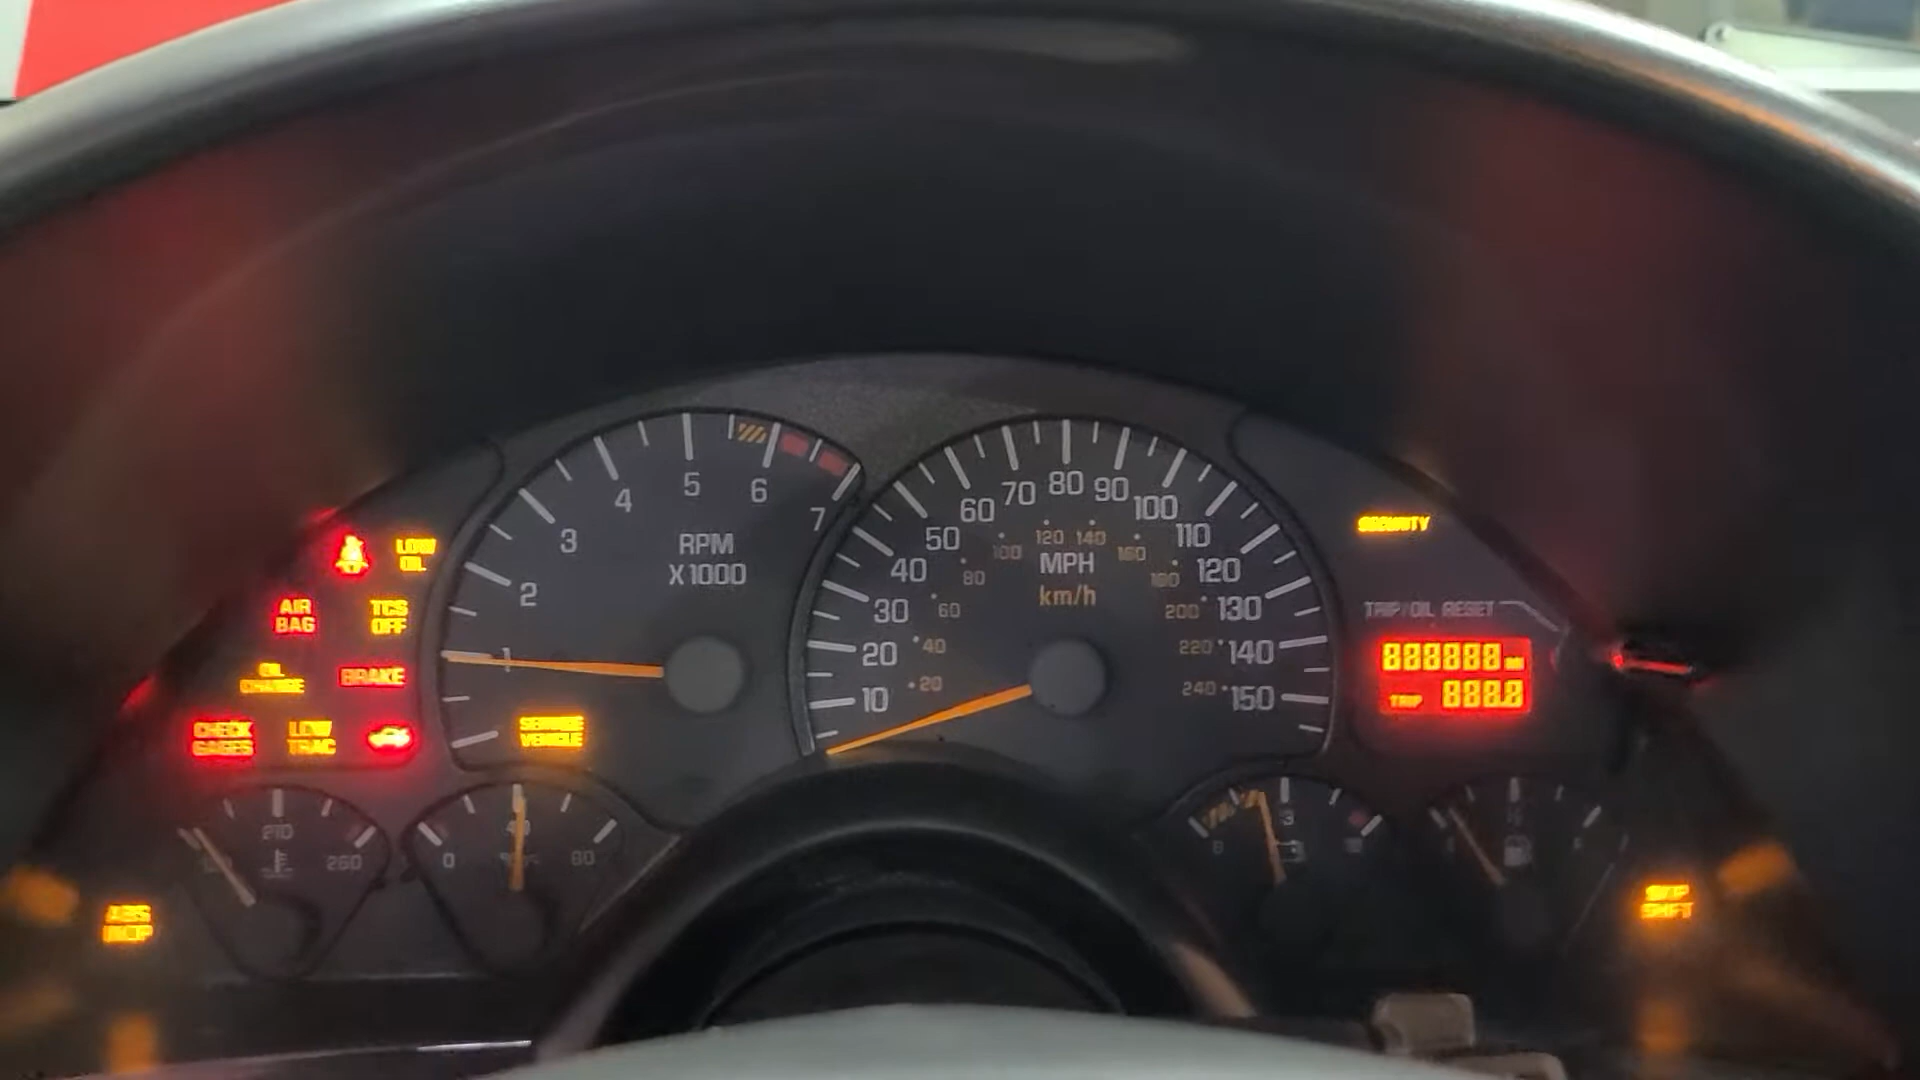 LOW
OIL
AIR
BAG
TCS
OFF
OIL
CHANGE
BRAKE
CHECK
GAGES
LOW
TRAC
ABS
INOP
1
2
3
4
5
6
7
RPM
X1000
SERVICE
VEHICLE
10
20
30
40
50
60
70
80
90
100
110
120
130
140
150
MPH
km/h
20
40
60
80
100
120
140
160
180
200
220
240
SECURITY
TRIP/OIL RESET
888888 mi
TRIP 888.8
210
260
0
40
80
SKIP
SHIFT